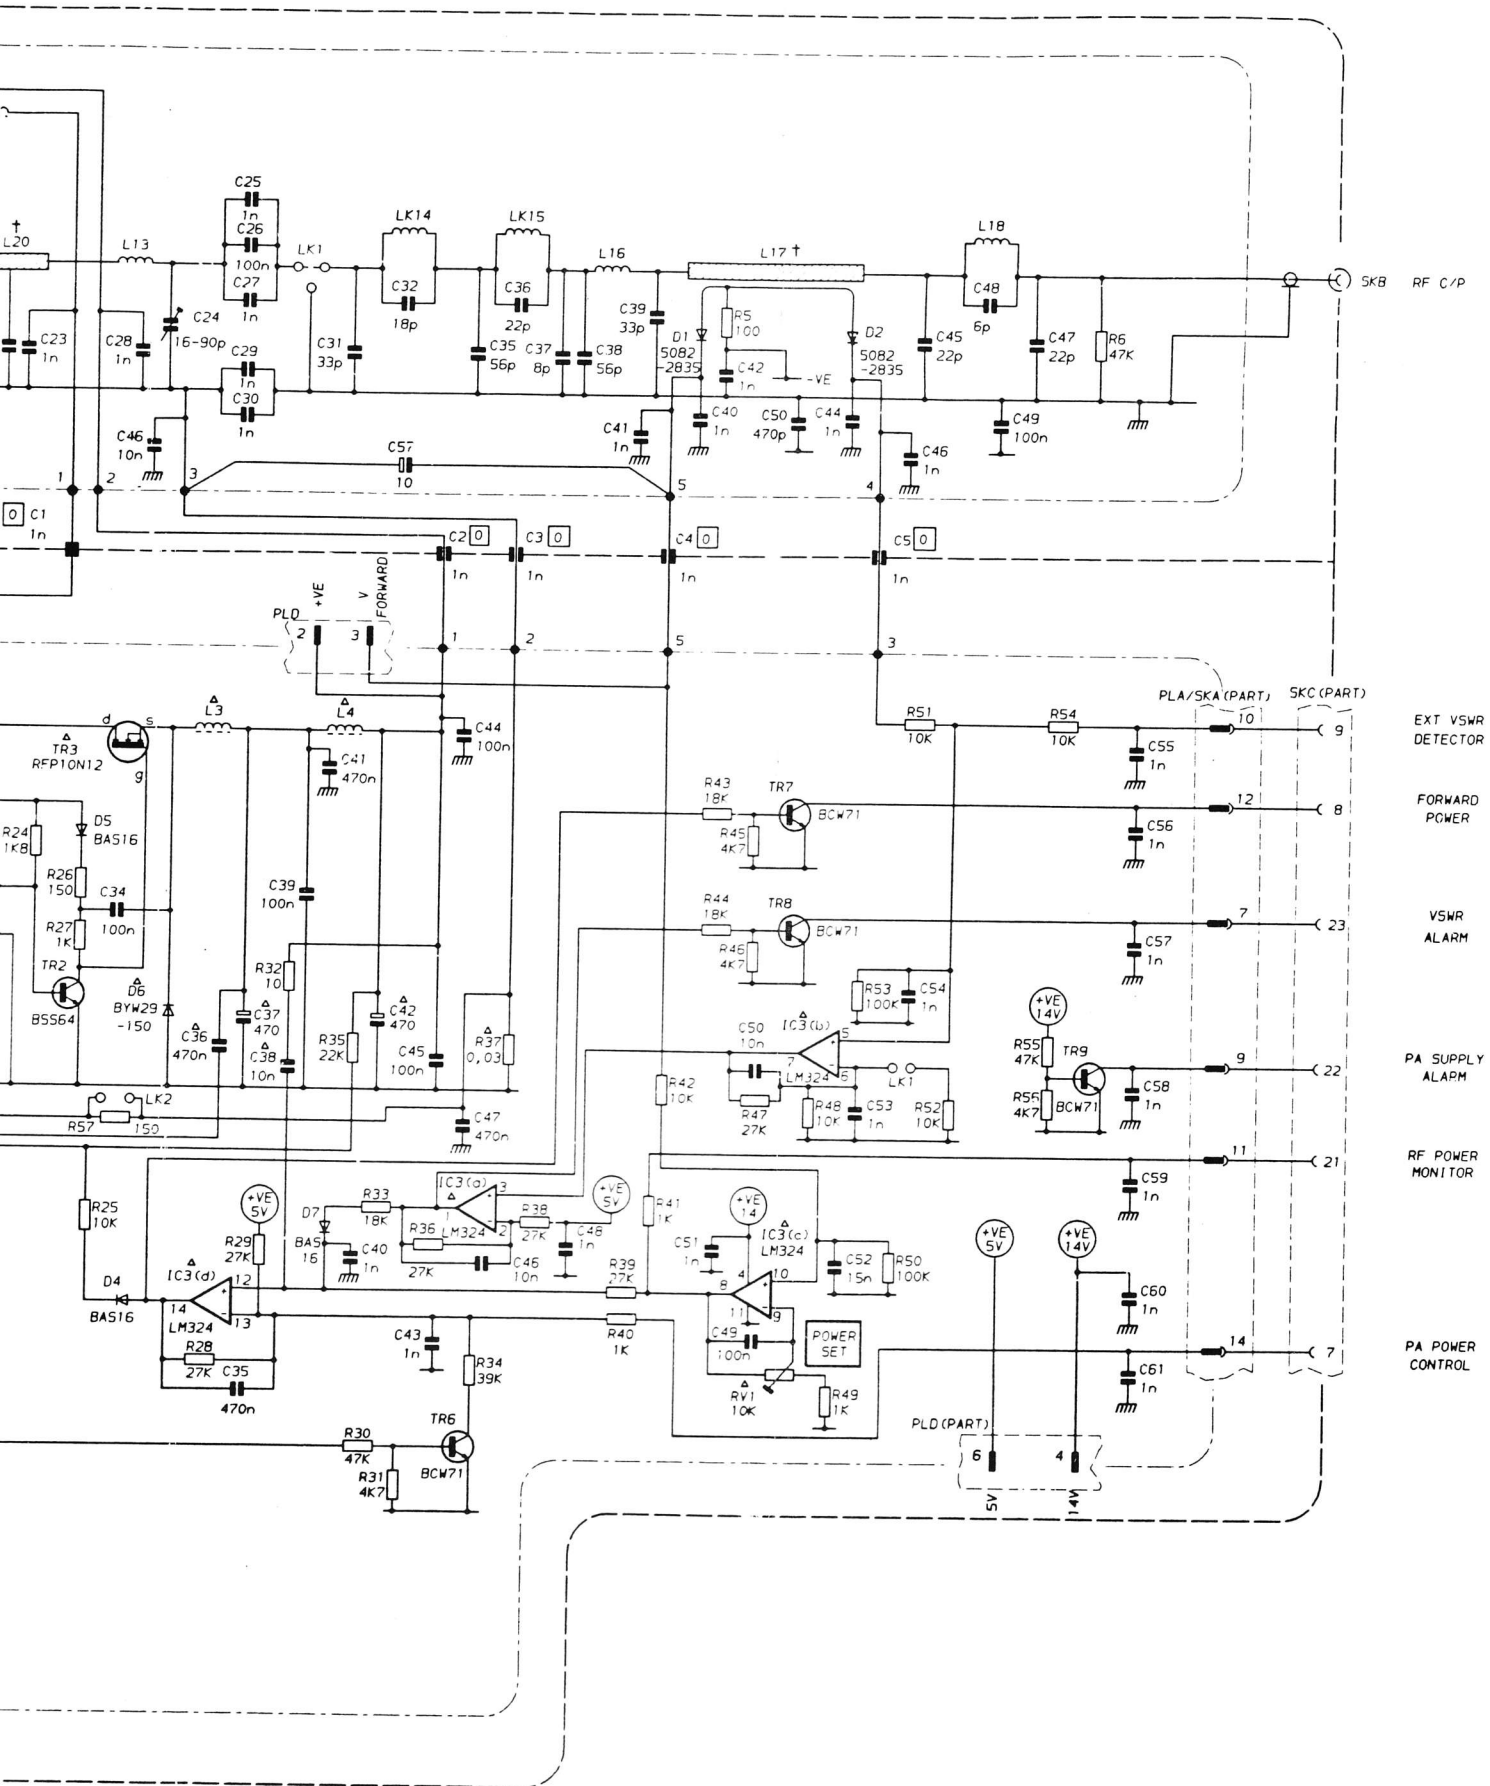 C25
1n
C26
100n
C27
1n
†
L20
L13
LK1
LK14
C32
18p
LK15
C36
22p
L16
L17 †
L18
C48
6p
SKB
RF C/P
C23
1n
C28
1n
C24
16-90p
C29
1n
C30
1n
C31
33p
C35
56p
C37
8p
C38
56p
C39
33p
D1
5082
-2835
R5
100
C42
1n
-VE
D2
5082
-2835
C45
22p
C47
22p
R6
47K
C46
10n
C57
10
C41
1n
C40
1n
C50
470p
C44
1n
C46
1n
C49
100n
1
2
3
5
4
0
C1
1n
C2
0
1n
C3
0
1n
C4
0
1n
C5
0
1n
PLD
+VE
V
FORWARD
2
3
1
2
5
3
PLA/SKA(PART)
SKC(PART)
d
s
g
Δ
TR3
RFP10N12
Δ
L3
Δ
L4
C41
470n
C44
100n
R51
10K
R54
10K
C55
1n
10
9
EXT VSWR
DETECTOR
R43
18K
TR7
BCW71
R45
4K7
C56
1n
12
8
FORWARD
POWER
R24
1K8
D5
BAS16
R26
150
C34
100n
R27
1K
TR2
BSS64
Δ
D6
BYW29
-150
C39
100n
R32
10
R44
18K
TR8
BCW71
R46
4K7
C57
1n
7
23
VSWR
ALARM
Δ
C36
470n
Δ
C37
470
Δ
C38
10n
R35
22K
Δ
C42
470
C45
100n
Δ
R37
0,03
R53
100K
C54
1n
C50
10n
Δ
IC3(b)
5
6
7
LM324
R42
10K
R47
27K
R48
10K
C53
1n
LK1
R52
10K
+VE
14V
R55
47K
TR9
BCW71
R56
4K7
C58
1n
9
22
PA SUPPLY
ALARM
LK2
R57
150
C47
470n
R25
10K
+VE
5V
R29
27K
D7
BAS
16
R33
18K
C40
1n
IC3(a)
Δ
3
1
2
LM324
R36
27K
R38
27K
C46
10n
+VE
5V
C48
1n
R41
1K
R39
27K
+VE
14
C51
1n
Δ
IC3(c)
LM324
4
10
8
11
9
C52
15n
R50
100K
C59
1n
11
21
RF POWER
MONITOR
+VE
5V
+VE
14V
C60
1n
D4
BAS16
Δ
IC3(d)
12
14
13
LM324
R28
27K
C35
470n
C43
1n
R34
39K
R40
1K
C49
100n
POWER
SET
Δ
RV1
10K
R49
1K
C61
1n
14
7
PA POWER
CONTROL
R30
47K
R31
4K7
TR6
BCW71
PLD(PART)
6
4
5V
14V